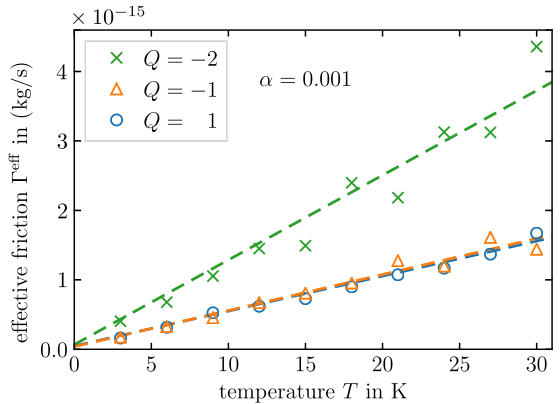 × 10⁻¹⁵
effective friction Γᵉᶠᶠ in (kg/s)
4
3
2
1
0.0
Q = −2
Q = −1
Q = 1
α = 0.001
0 5 10 15 20 25 30
temperature T in K